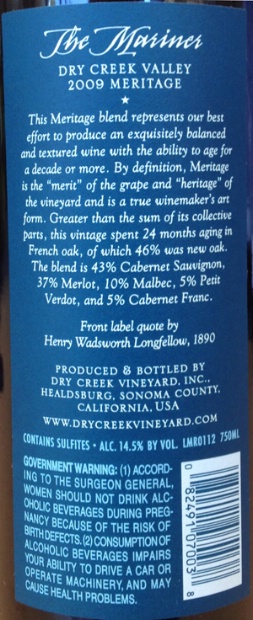 The Mariner
DRY CREEK VALLEY
2009 MERITAGE
This Meritage blend represents our best
effort to produce an exquisitely balanced
and textured wine with the ability to age for
a decade or more. By definition, Meritage
is the "merit" of the grape and "heritage" of
the vineyard and is a true winemaker's art
form. Greater than the sum of its collective
parts, this vintage spent 24 months aging in
French oak, of which 46% was new oak.
The blend is 43% Cabernet Sauvignon,
37% Merlot, 10% Malbec, 5% Petit
Verdot, and 5% Cabernet Franc.
Front label quote by
Henry Wadsworth Longfellow, 1890
PRODUCED & BOTTLED BY
DRY CREEK VINEYARD, INC.,
HEALDSBURG, SONOMA COUNTY,
CALIFORNIA, USA
WWW.DRYCREEKVINEYARD.COM
CONTAINS SULFITES • ALC. 14.5% BY VOL. LMR0112 750ML
GOVERNMENT WARNING: (1) ACCORD-
ING TO THE SURGEON GENERAL,
WOMEN SHOULD NOT DRINK ALC-
OHOLIC BEVERAGES DURING PREG-
NANCY BECAUSE OF THE RISK OF
BIRTH DEFECTS. (2) CONSUMPTION OF
ALCOHOLIC BEVERAGES IMPAIRS
YOUR ABILITY TO DRIVE A CAR OR
OPERATE MACHINERY, AND MAY
CAUSE HEALTH PROBLEMS.
0 82491 07003 8